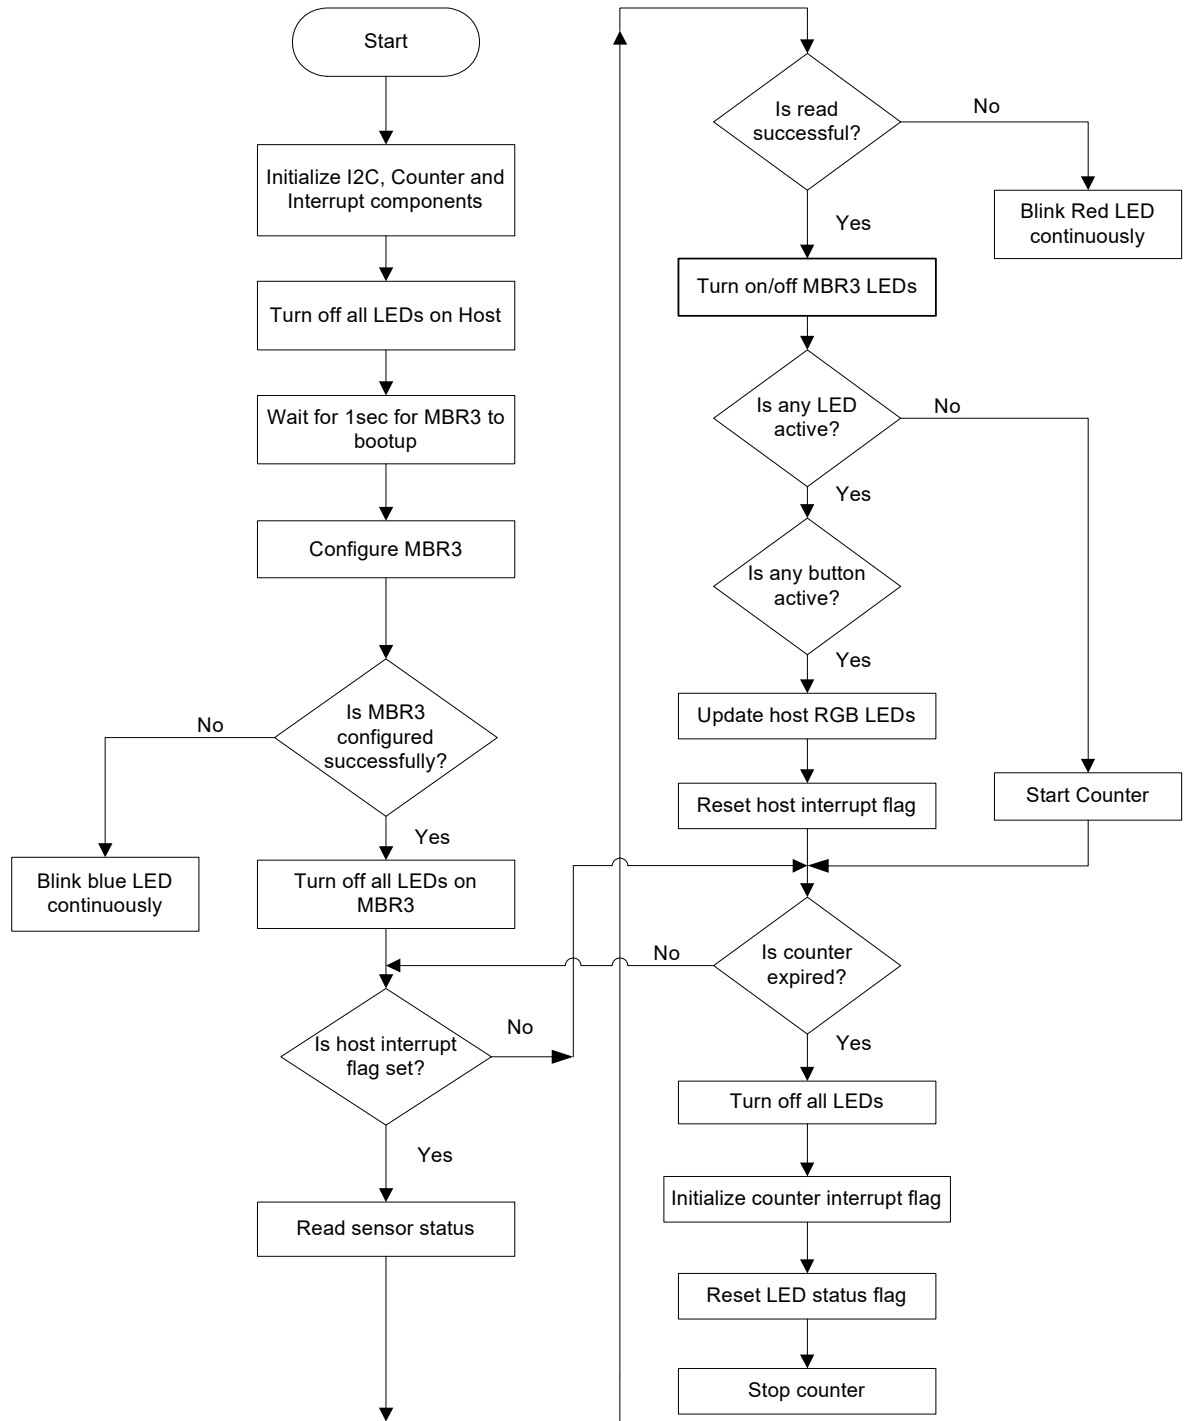 Start
Initialize I2C, Counter and
Interrupt components
Turn off all LEDs on Host
Wait for 1sec for MBR3 to
bootup
Configure MBR3
Is MBR3
configured
successfully?
No
Yes
Blink blue LED
continuously
Turn off all LEDs on
MBR3
Is host interrupt
flag set?
No
Yes
Read sensor status
Is read
successful?
No
Yes
Blink Red LED
continuously
Turn on/off MBR3 LEDs
Is any LED
active?
No
Yes
Is any button
active?
Yes
Update host RGB LEDs
Reset host interrupt flag
Start Counter
Is counter
expired?
No
Yes
Turn off all LEDs
Initialize counter interrupt flag
Reset LED status flag
Stop counter